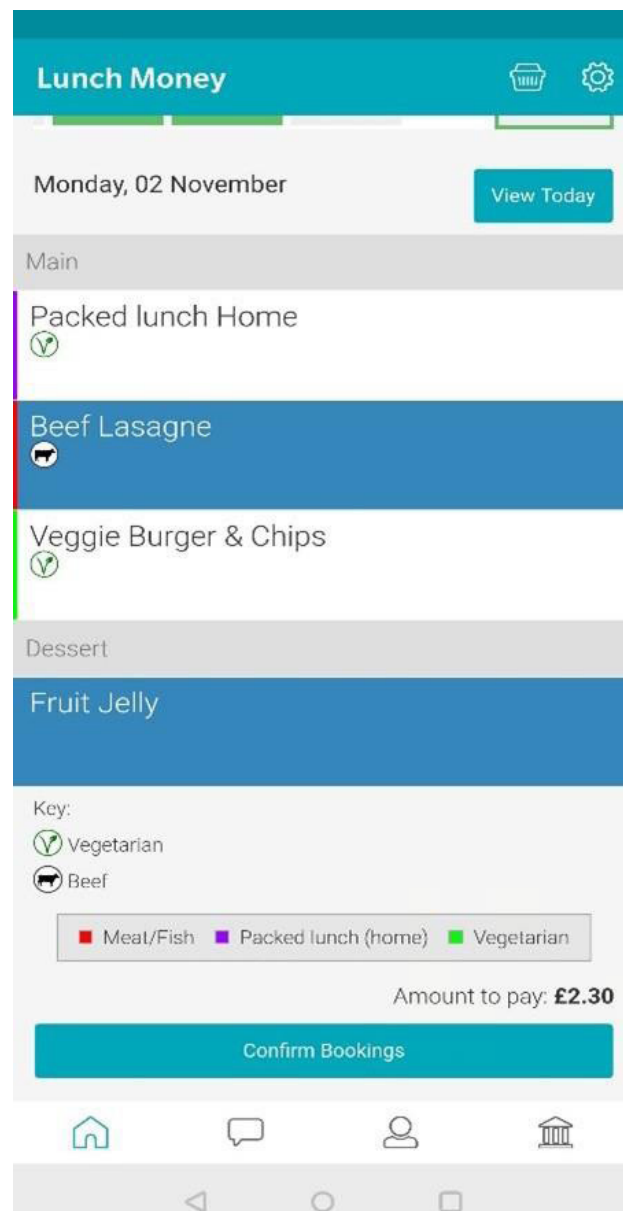 Lunch Money
Monday, 02 November
View Today
Main
Packed lunch Home
Beef Lasagne
Veggie Burger & Chips
Dessert
Fruit Jelly
Key:
V Vegetarian
Beef
Meat/Fish Packed lunch (home) Vegetarian
Amount to pay: £2.30
Confirm Bookings